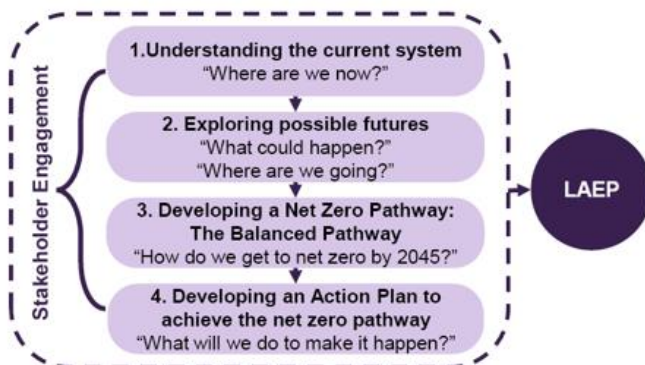 Stakeholder Engagement
1.Understanding the current system
“Where are we now?”
2. Exploring possible futures
“What could happen?”
“Where are we going?”
3. Developing a Net Zero Pathway:
The Balanced Pathway
“How do we get to net zero by 2045?”
4. Developing an Action Plan to
achieve the net zero pathway
“What will we do to make it happen?”
LAEP